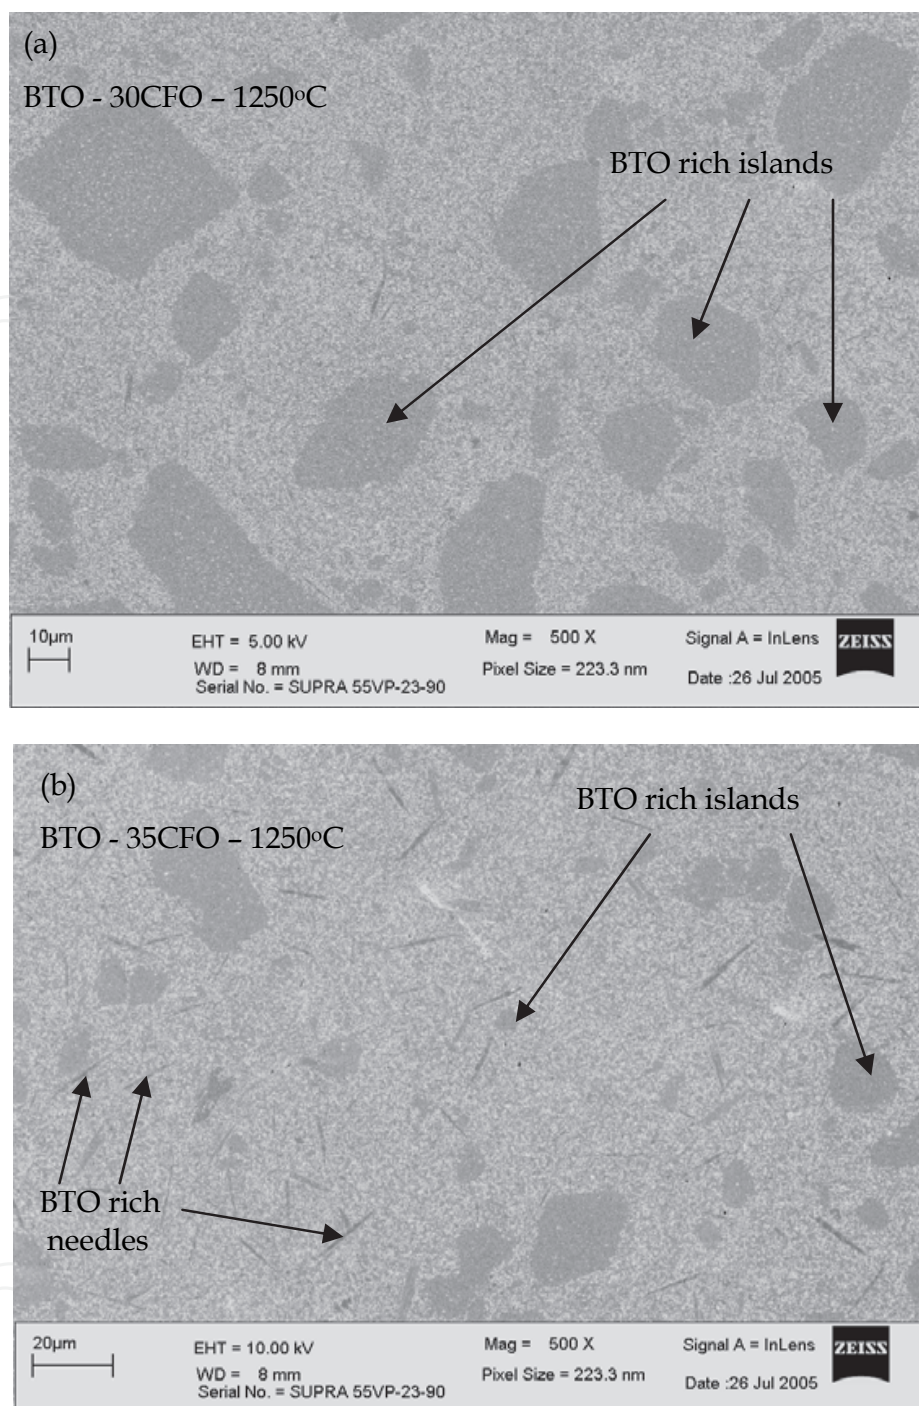 (a)
BTO - 30CFO – 1250ºC
BTO rich islands
10µm
EHT = 5.00 kV
Mag = 500 X
Signal A = InLens
ZEISS
WD = 8 mm
Pixel Size = 223.3 nm
Date :26 Jul 2005
Serial No. = SUPRA 55VP-23-90
(b)
BTO rich islands
BTO - 35CFO – 1250ºC
BTO rich
needles
20µm
EHT = 10.00 kV
Mag = 500 X
Signal A = InLens
ZEISS
WD = 8 mm
Pixel Size = 223.3 nm
Date :26 Jul 2005
Serial No. = SUPRA 55VP-23-90